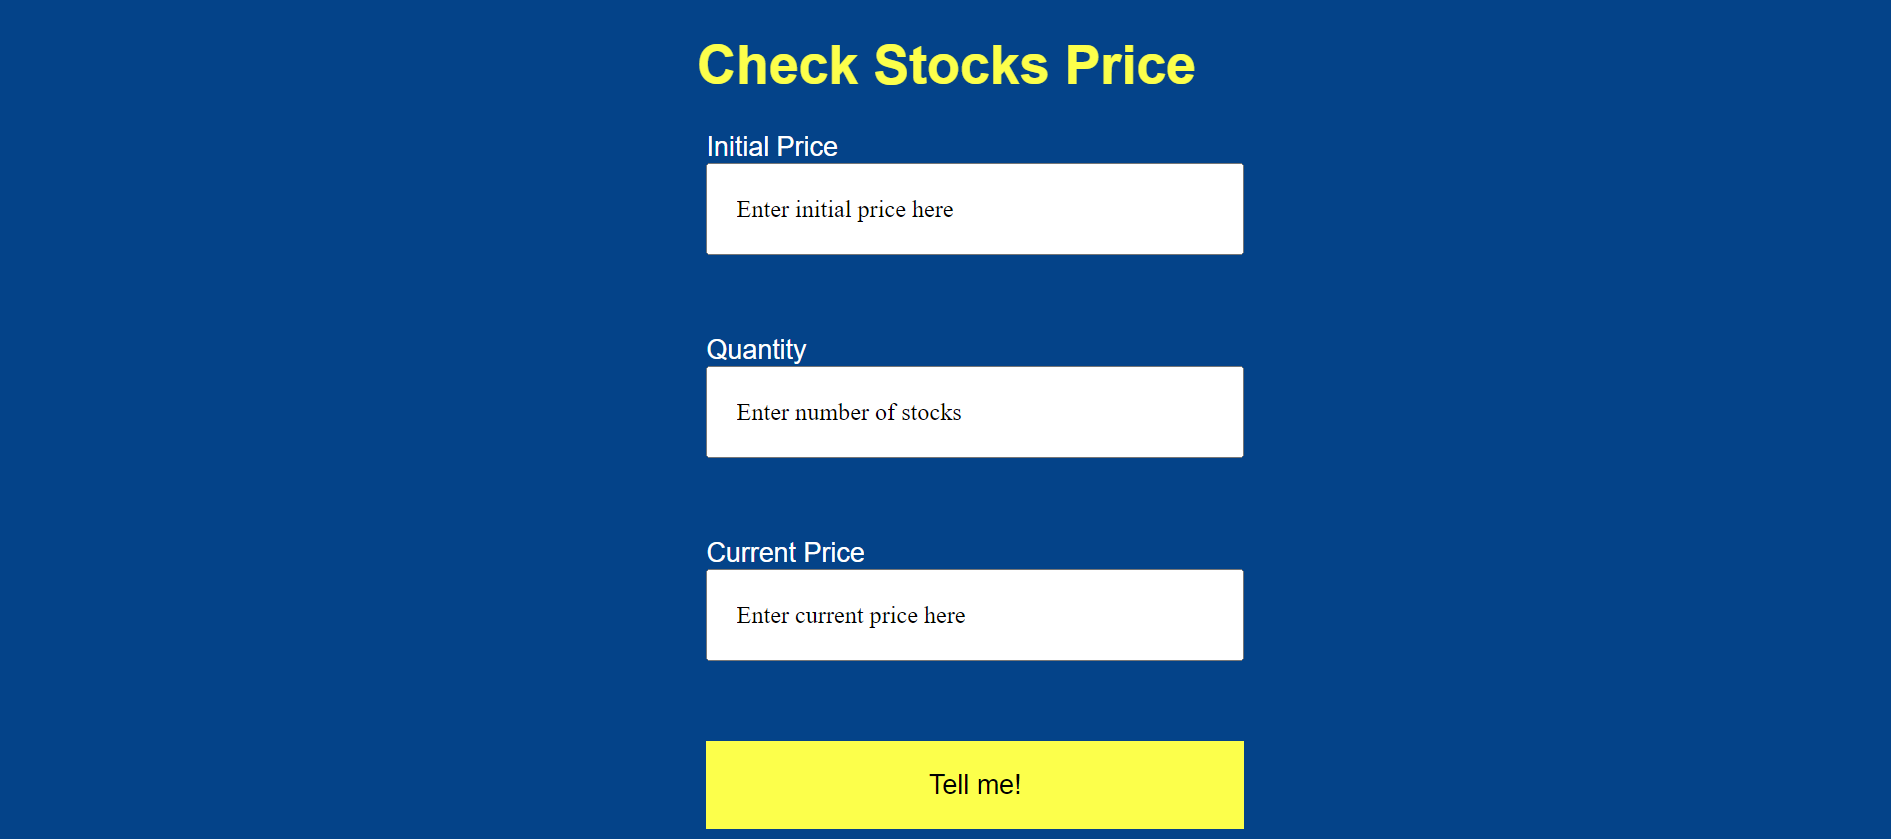 Check Stocks Price
Initial Price
Enter initial price here
Quantity
Enter number of stocks
Current Price
Enter current price here
Tell me!